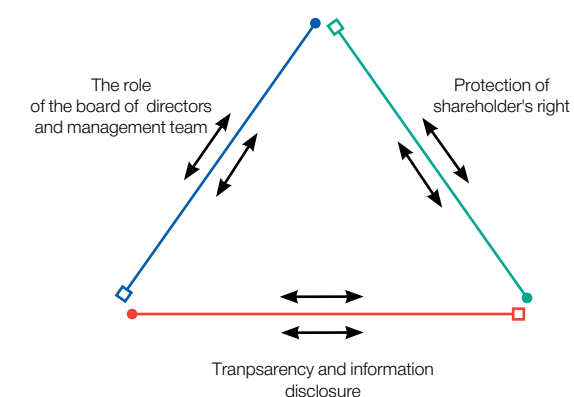 The role
of the board of directors
and management team
Protection of
shareholder's right
Tranpsarency and information
disclosure